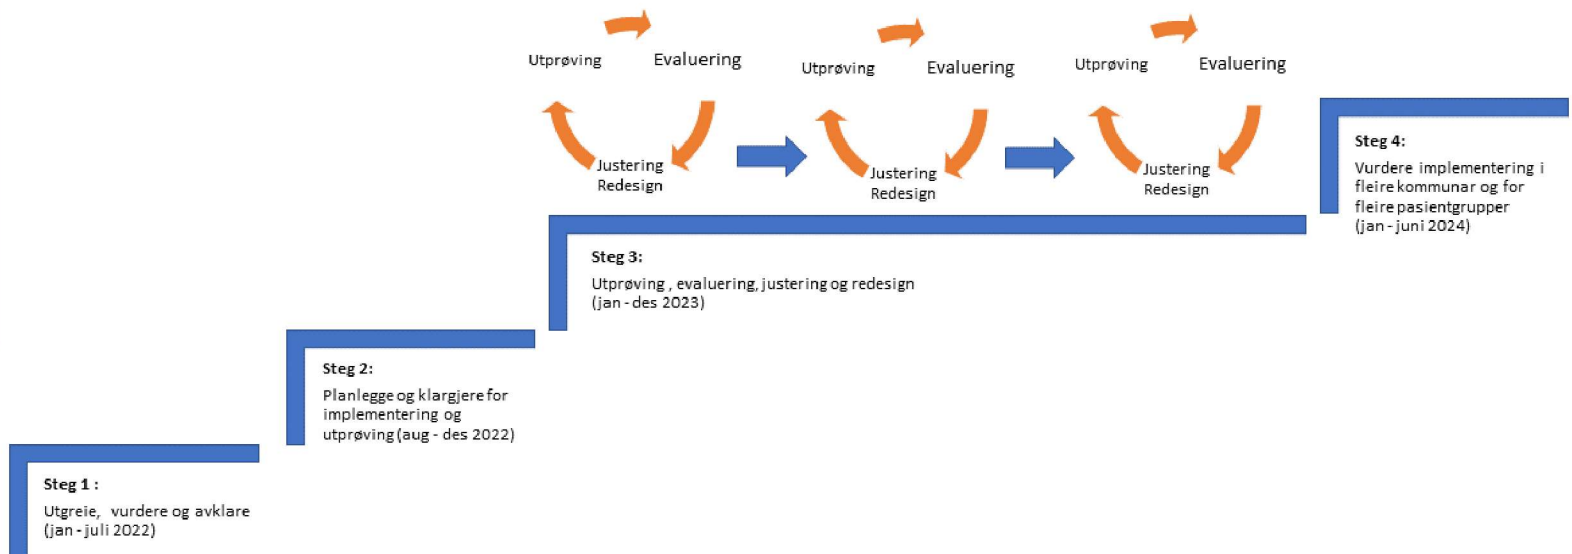 Utprøving
Evaluering
Justering
Redesign
Utprøving
Evaluering
Justering
Redesign
Utprøving
Evaluering
Justering
Redesign
Steg 4:
Vurdere implementering i
fleire kommunar og for
fleire pasientgrupper
(jan - juni 2024)
Steg 3:
Utprøving , evaluering, justering og redesign
(jan - des 2023)
Steg 2:
Planlegge og klargjere for
implementering og
utprøving (aug - des 2022)
Steg 1 :
Utgreie, vurdere og avklare
(jan - juli 2022)